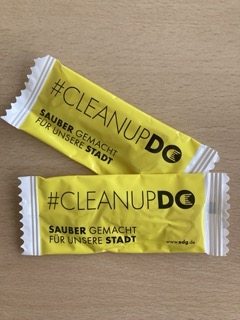 #CLEANUPDO
SAUBER GEMACHT
FÜR UNSERE STADT
#CLEANUPDO
SAUBER GEMACHT
FÜR UNSERE STADT
www.edg.de